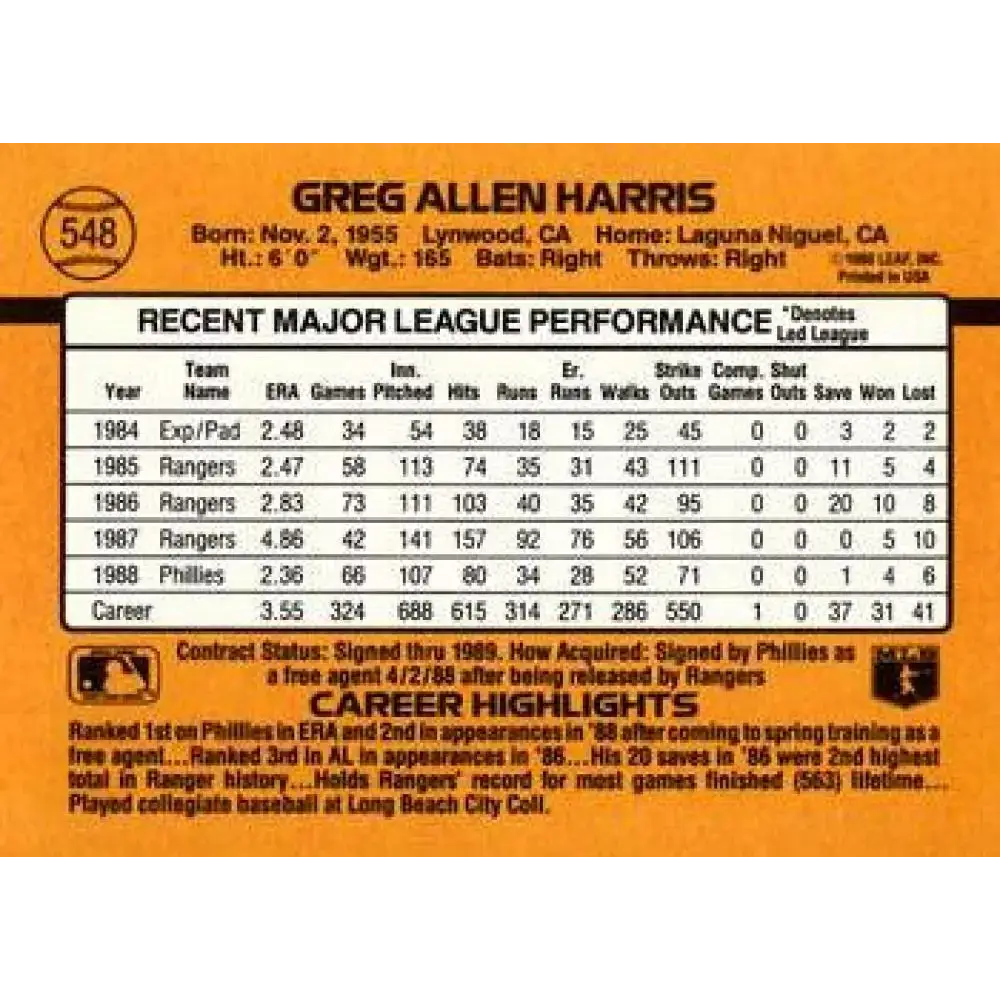 548
GREG ALLEN HARRIS
Born: Nov. 2, 1955 Lynwood, CA Home: Laguna Niguel, CA
Ht.: 6'0" Wgt.: 165 Bats: Right Throws: Right
LEAF, INC.
Printed in USA
RECENT MAJOR LEAGUE PERFORMANCE *Denotes Led League
Year Team Name ERA Games Inn. Pitched Hits Runs Er. Runs Walks Strike Outs Comp. Games Shut Outs Save Won Lost
1984 Exp/Pad 2.48 34 54 38 18 15 25 45 0 0 3 2 2
1985 Rangers 2.47 58 113 74 35 31 43 111 0 0 11 5 4
1986 Rangers 2.83 73 111 103 40 35 42 95 0 0 20 10 8
1987 Rangers 4.86 42 141 157 92 76 56 106 0 0 0 5 10
1988 Phillies 2.36 66 107 80 34 28 52 71 0 0 1 4 6
Career 3.55 324 688 615 314 271 286 550 1 0 37 31 41
Contract Status: Signed thru 1989. How Acquired: Signed by Phillies as
a free agent 4/2/88 after being released by Rangers
CAREER HIGHLIGHTS
Ranked 1st on Phillies in ERA and 2nd in appearances in '88 after coming to spring training as a
free agent...Ranked 3rd in AL in appearances in '86...His 20 saves in '86 were 2nd highest
total in Ranger history...Holds Rangers' record for most games finished (563) lifetime...
Played collegiate baseball at Long Beach City Coll.